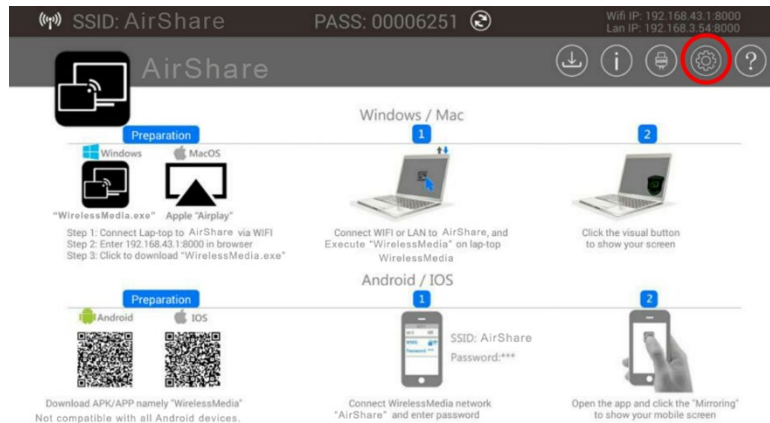 SSID: AirShare
PASS: 00006251
Wifi IP: 192.168.43.1:8000
Lan IP: 192.168.3.54:8000
AirShare
?
Windows / Mac
Preparation
1
2
Windows
MacOS
"WirelessMedia.exe"
Apple "Airplay"
Step 1: Connect Lap-top to AirShare via WIFI
Step 2: Enter 192.168.43.1:8000 in browser
Step 3: Click to download "WirelessMedia.exe"
Connect WIFI or LAN to AirShare, and
Execute "WirelessMedia" on lap-top
WirelessMedia
Click the visual button
to show your screen
Android / IOS
Preparation
1
2
Android
IOS
SSID: AirShare
Password:***
Download APK/APP namely "WirelessMedia"
Not compatible with all Android devices.
Connect WirelessMedia network
"AirShare" and enter password
Open the app and click the "Mirroring"
to show your mobile screen